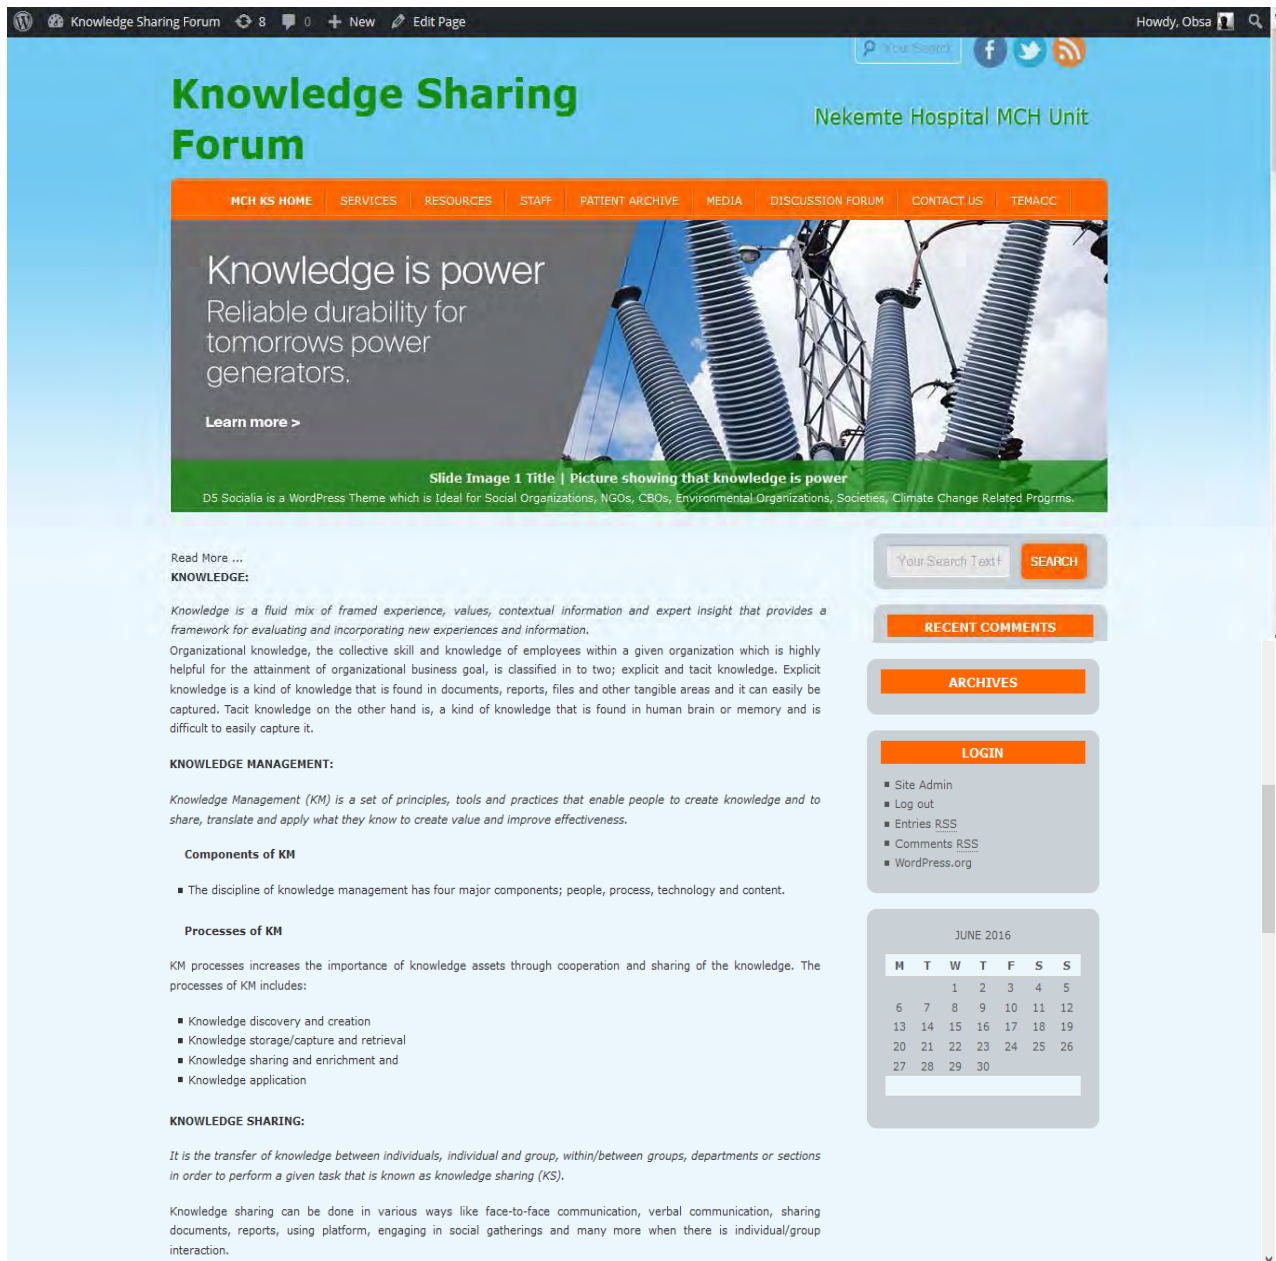 Knowledge Sharing Forum 8 0 New Edit Page Howdy, Obsa
Your Search
Knowledge Sharing
Forum
Nekemte Hospital MCH Unit
MCH KS HOME SERVICES RESOURCES STAFF PATIENT ARCHIVE MEDIA DISCUSSION FORUM CONTACT US TEMACC
Knowledge is power
Reliable durability for
tomorrows power
generators.
Learn more >
Slide Image 1 Title | Picture showing that knowledge is power
D5 Socialia is a WordPress Theme which is Ideal for Social Organizations, NGOs, CBOs, Environmental Organizations, Societies, Climate Change Related Progrms.
Read More ...
KNOWLEDGE:
Knowledge is a fluid mix of framed experience, values, contextual information and expert insight that provides a
framework for evaluating and incorporating new experiences and information.
Organizational knowledge, the collective skill and knowledge of employees within a given organization which is highly
helpful for the attainment of organizational business goal, is classified in to two; explicit and tacit knowledge. Explicit
knowledge is a kind of knowledge that is found in documents, reports, files and other tangible areas and it can easily be
captured. Tacit knowledge on the other hand is, a kind of knowledge that is found in human brain or memory and is
difficult to easily capture it.
KNOWLEDGE MANAGEMENT:
Knowledge Management (KM) is a set of principles, tools and practices that enable people to create knowledge and to
share, translate and apply what they know to create value and improve effectiveness.
Components of KM
The discipline of knowledge management has four major components; people, process, technology and content.
Processes of KM
KM processes increases the importance of knowledge assets through cooperation and sharing of the knowledge. The
processes of KM includes:
Knowledge discovery and creation
Knowledge storage/capture and retrieval
Knowledge sharing and enrichment and
Knowledge application
KNOWLEDGE SHARING:
It is the transfer of knowledge between individuals, individual and group, within/between groups, departments or sections
in order to perform a given task that is known as knowledge sharing (KS).
Knowledge sharing can be done in various ways like face-to-face communication, verbal communication, sharing
documents, reports, using platform, engaging in social gatherings and many more when there is individual/group
interaction.
Your Search Text SEARCH
RECENT COMMENTS
ARCHIVES
LOGIN
Site Admin
Log out
Entries RSS
Comments RSS
WordPress.org
JUNE 2016
M T W T F S S
1 2 3 4 5
6 7 8 9 10 11 12
13 14 15 16 17 18 19
20 21 22 23 24 25 26
27 28 29 30